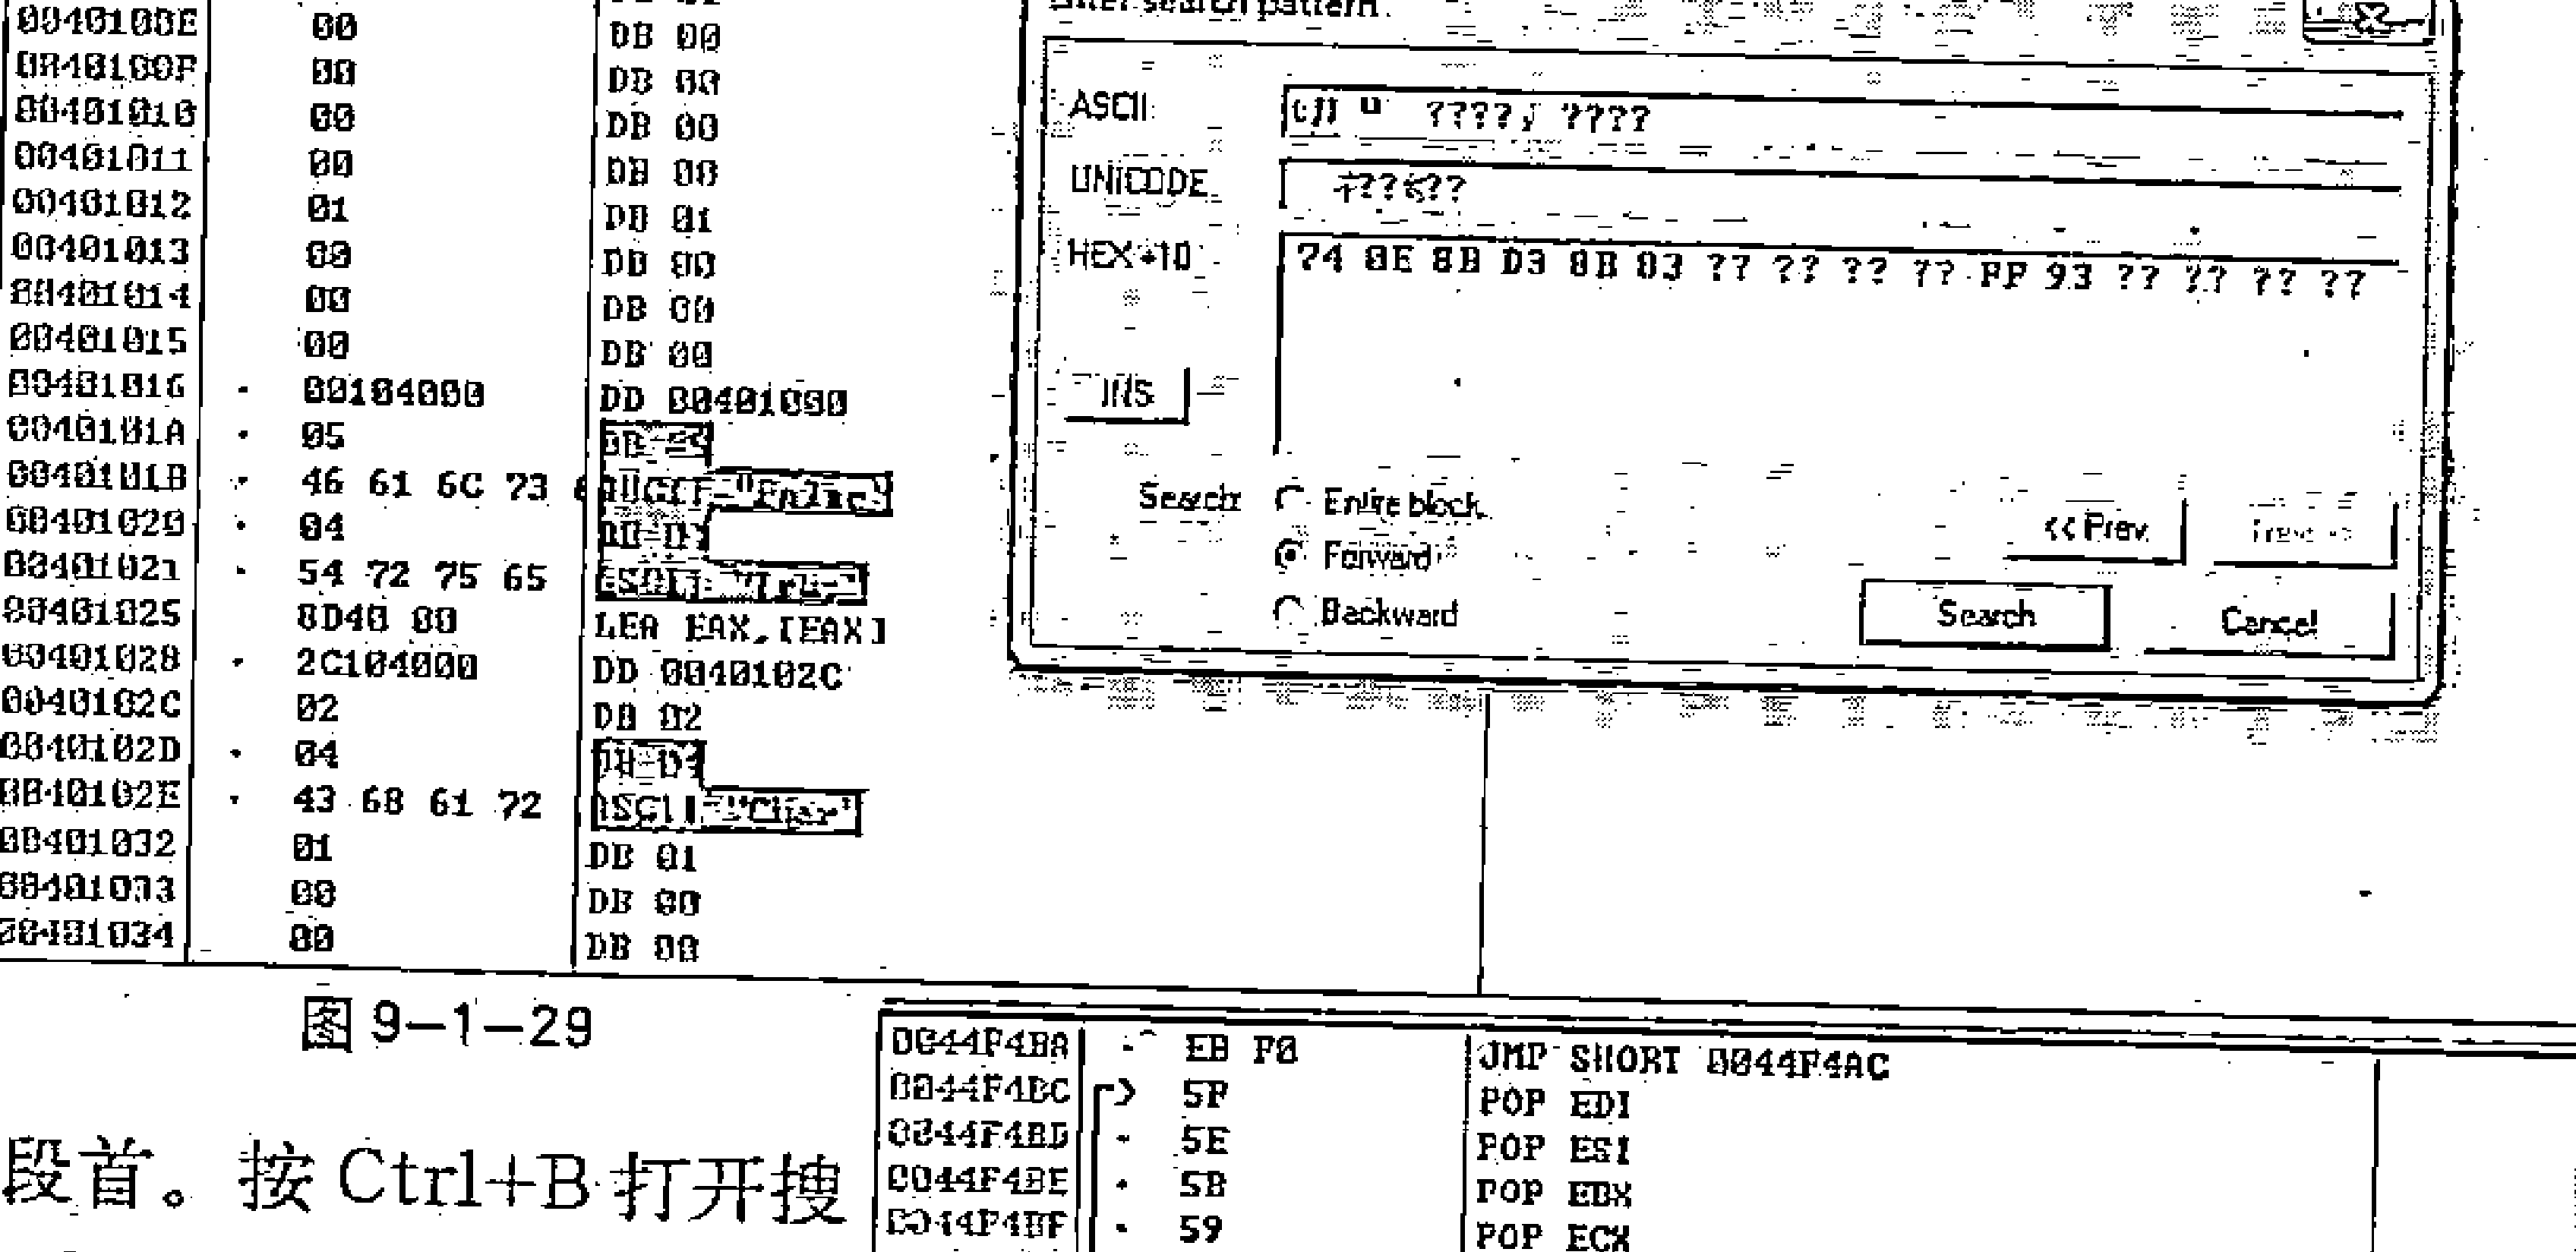 0040100E 00 DB 00
0040100F 00 DB 00
00401010 00 DB 00
00401011 00 DB 00
00401012 01 DB 01
00401013 00 DB 00
00401014 00 DB 00
00401015 00 DB 00
00401016 . 00104000 DD 00401000
0040101A . 05
0040101B . 46 61 6C 73
00401020 . 04
00401021 . 54 72 75 65
00401025 8D40 00 LEA EAX,[EAX]
00401028 . 2C104000 DD 0040102C
0040102C 02 DB 02
0040102D . 04
0040102E . 43 68 61 72 ASCII "Char"
00401032 01 DB 01
00401033 00 DB 00
00401034 00 DB 00
Enter search pattern
ASCII ????√ ????
UNICODE ?? ??
HEX +10 74 0E 8B D3 8B 83 ?? ?? ?? ?? FF 93 ?? ?? ?? ??
INS
Search Entire block
Forward
Backward
<< Prev
Search Cancel
图 9-1-29
0044F4BA .^ EB F0 JMP SHORT 0044F4AC
0044F4BC > 5F POP EDI
0044F4BD . 5E POP ESI
0044F4BE . 5B POP EBX
0044F4BF . 59 POP ECX
段首。按 Ctrl+B 打开搜